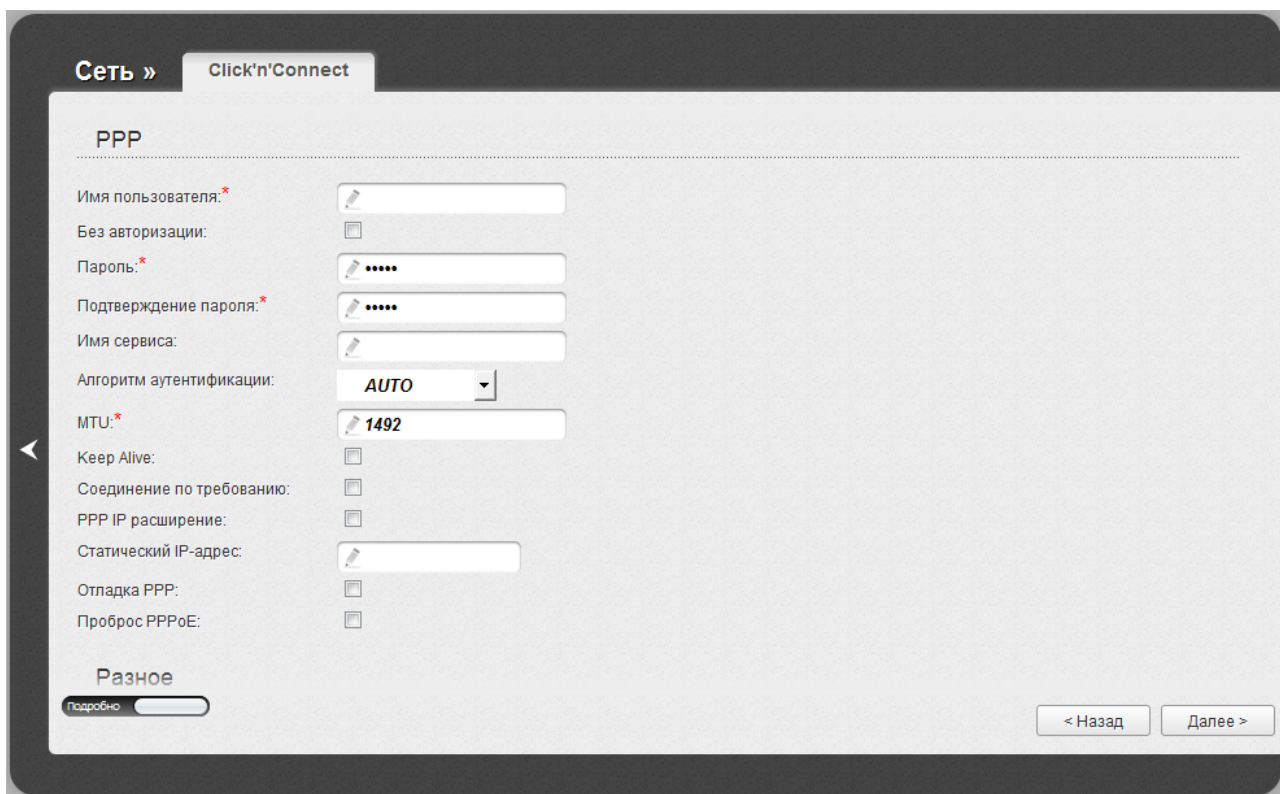 Сеть » Click'n'Connect
PPP
Имя пользователя:*
Без авторизации:
Пароль:* •••••
Подтверждение пароля:* •••••
Имя сервиса:
Алгоритм аутентификации: AUTO
MTU:* 1492
Keep Alive:
Соединение по требованию:
PPP IP расширение:
Статический IP-адрес:
Отладка PPP:
Проброс PPPoE:
Разное
Подробно
< Назад Далее >